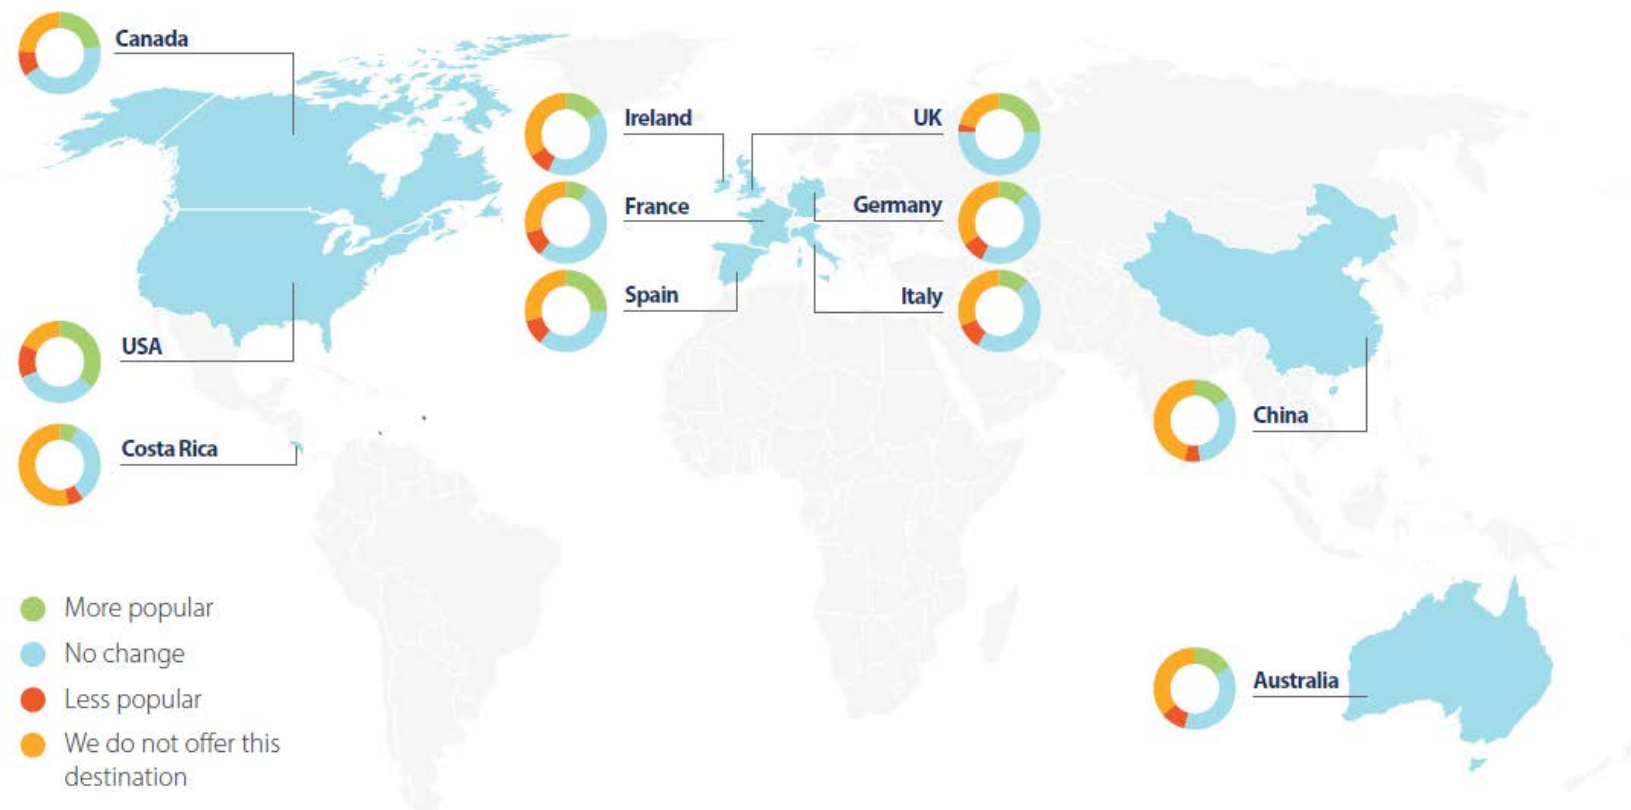 Canada
Ireland
UK
France
Germany
Spain
Italy
USA
China
Costa Rica
More popular
No change
Less popular
We do not offer this
destination
Australia